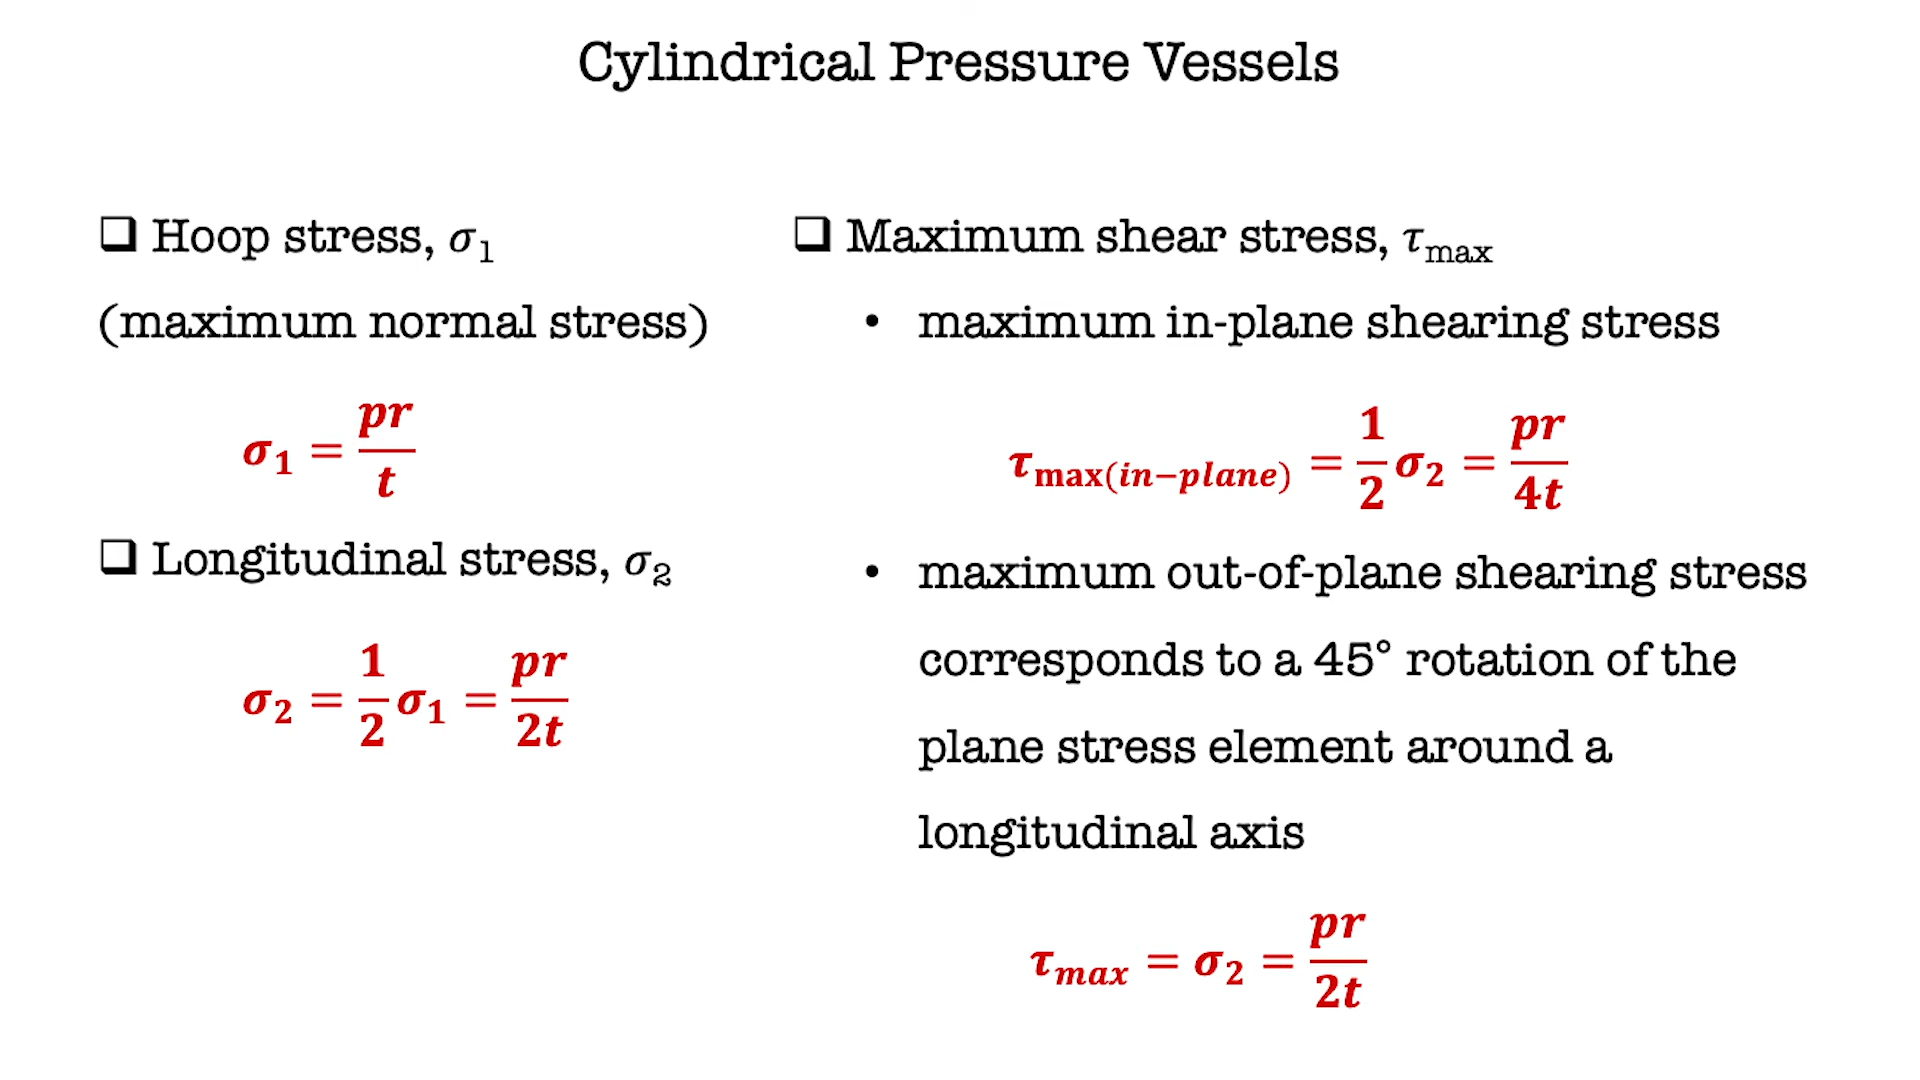 Cylindrical Pressure Vessels
❑ Hoop stress, σ₁
(maximum normal stress)
σ₁ = pr/t
❑ Longitudinal stress, σ₂
σ₂ = 1/2 σ₁ = pr/2t
❑ Maximum shear stress, τmax
• maximum in-plane shearing stress
τmax(in−plane) = 1/2 σ₂ = pr/4t
• maximum out-of-plane shearing stress
corresponds to a 45° rotation of the
plane stress element around a
longitudinal axis
τmax = σ₂ = pr/2t